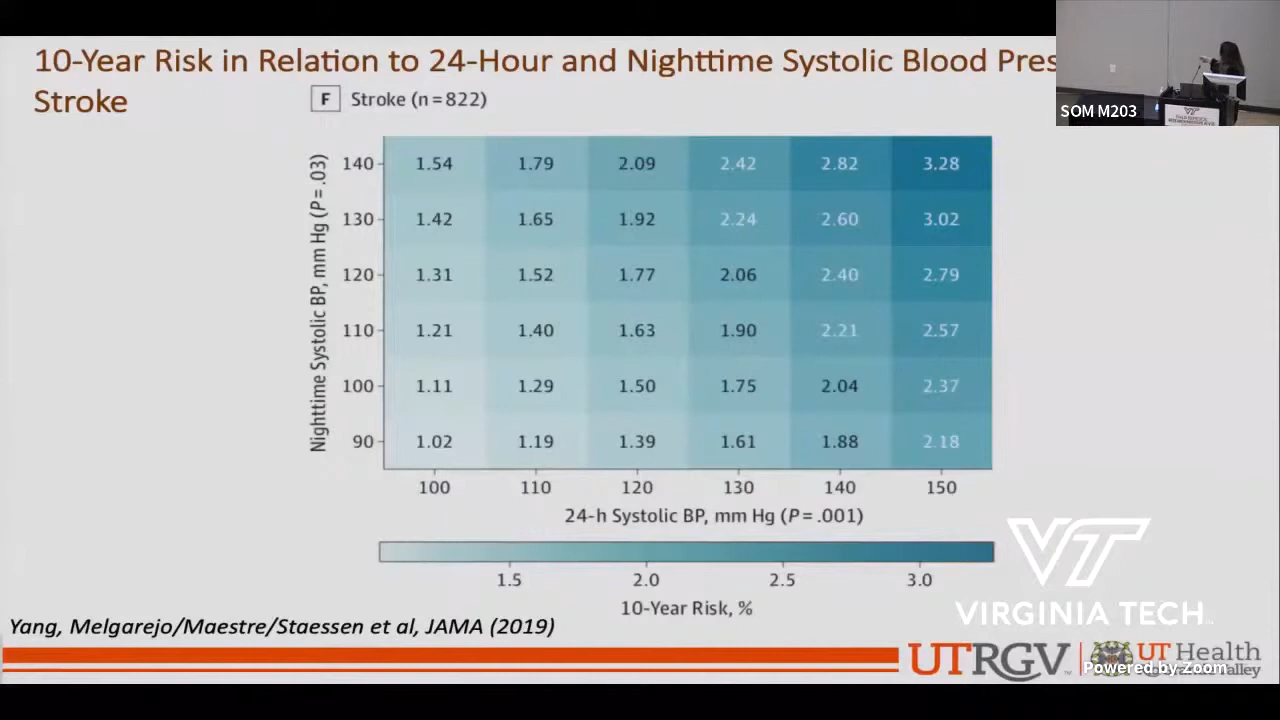 10-Year Risk in Relation to 24-Hour and Nighttime Systolic Blood Pres
Stroke
SOM M203
F Stroke (n=822)
Nighttime Systolic BP, mm Hg (P=.03)
140 1.54 1.79 2.09 2.42 2.82 3.28
130 1.42 1.65 1.92 2.24 2.60 3.02
120 1.31 1.52 1.77 2.06 2.40 2.79
110 1.21 1.40 1.63 1.90 2.21 2.57
100 1.11 1.29 1.50 1.75 2.04 2.37
90 1.02 1.19 1.39 1.61 1.88 2.18
100 110 120 130 140 150
24-h Systolic BP, mm Hg (P=.001)
1.5 2.0 2.5 3.0
10-Year Risk, %
VT
VIRGINIA TECH
Yang, Melgarejo/Maestre/Staessen et al, JAMA (2019)
UTRGV UT Health
Powered by Zoom
Valley